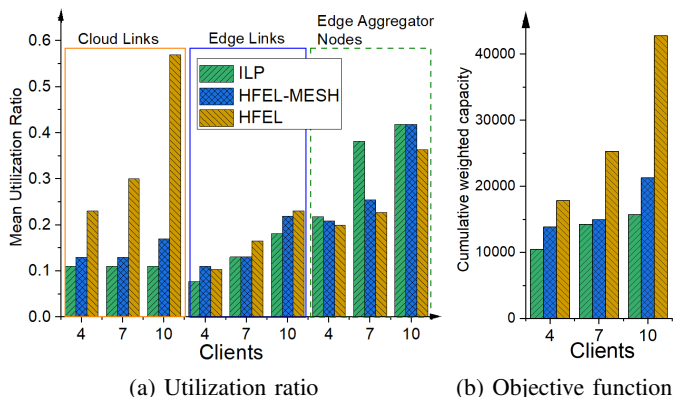 Edge Aggregator
Nodes
Cloud Links
Edge Links
ILP
HFEL-MESH
HFEL
Mean Utilization Ratio
0.6
0.5
0.4
0.3
0.2
0.1
0.0
4 7 10 4 7 10 4 7 10
Clients
(a) Utilization ratio
Cumulative weighted capacity
40000
30000
20000
10000
0
4 7 10
Clients
(b) Objective function